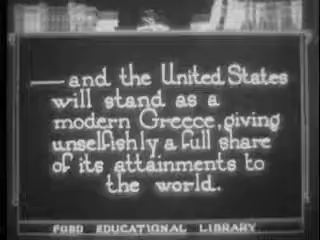 —and the United States
will stand as a
modern Greece, giving
unselfishly a full share
of its attainments to
the world.
FORD EDUCATIONAL LIBRARY